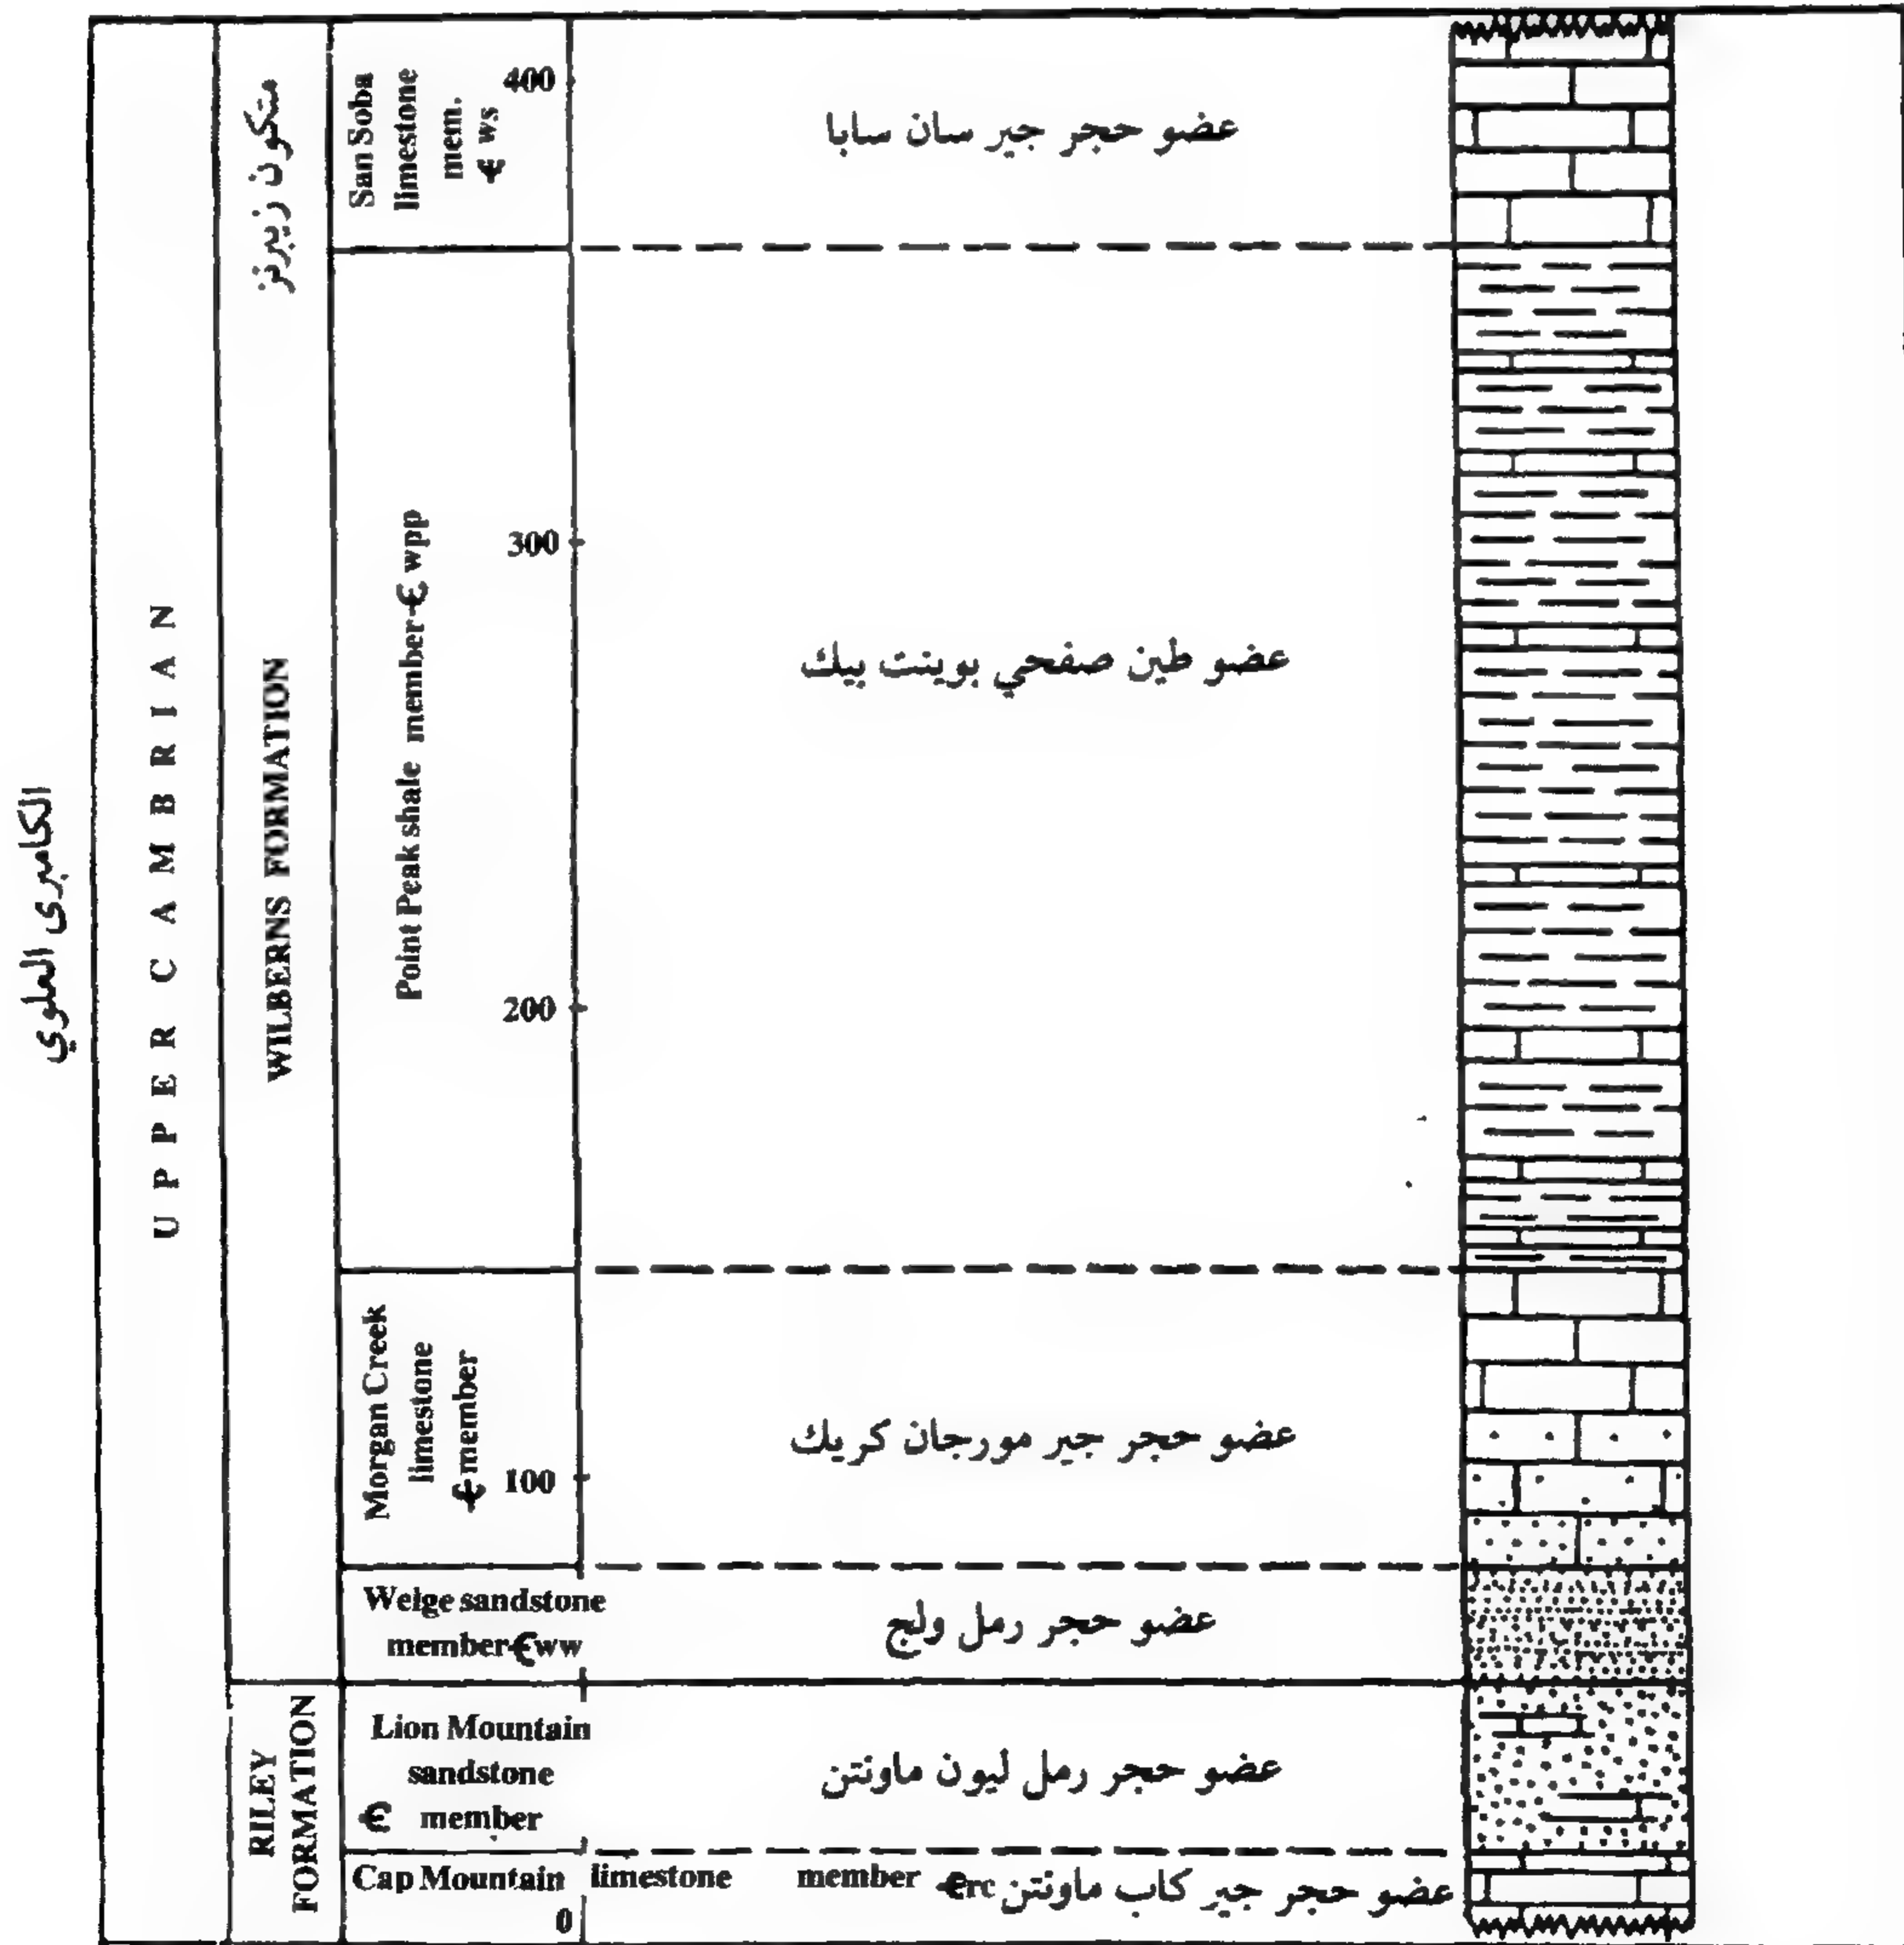 الكامبرى العلوي
UPPER CAMBRIAN
متكون زيبرنز
WILBERNS FORMATION
San Soba
limestone
mem.
€ ws
400
عضو حجر جير سان سابا
Point Peak shale member € wpp
300
200
عضو طين صفحي بوينت بيك
Morgan Creek
limestone
€ member
100
عضو حجر جير مورجان كريك
Welge sandstone
member €ww
عضو حجر رمل ولج
RILEY
FORMATION
Lion Mountain
sandstone
€ member
عضو حجر رمل ليون ماونتن
Cap Mountain limestone member €rc عضو حجر جير كاب ماونتن
0